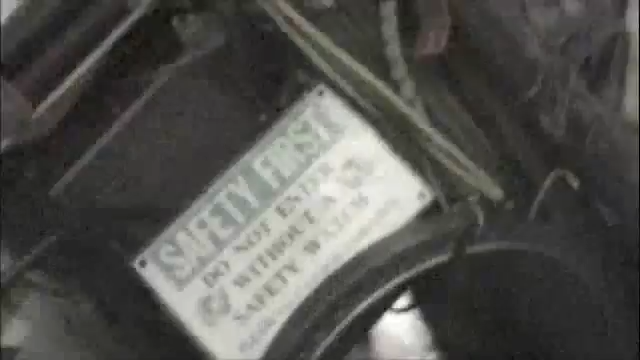 SAFETY FIRST
DO NOT ENTER
WITHOUT A
SAFETY WATCH